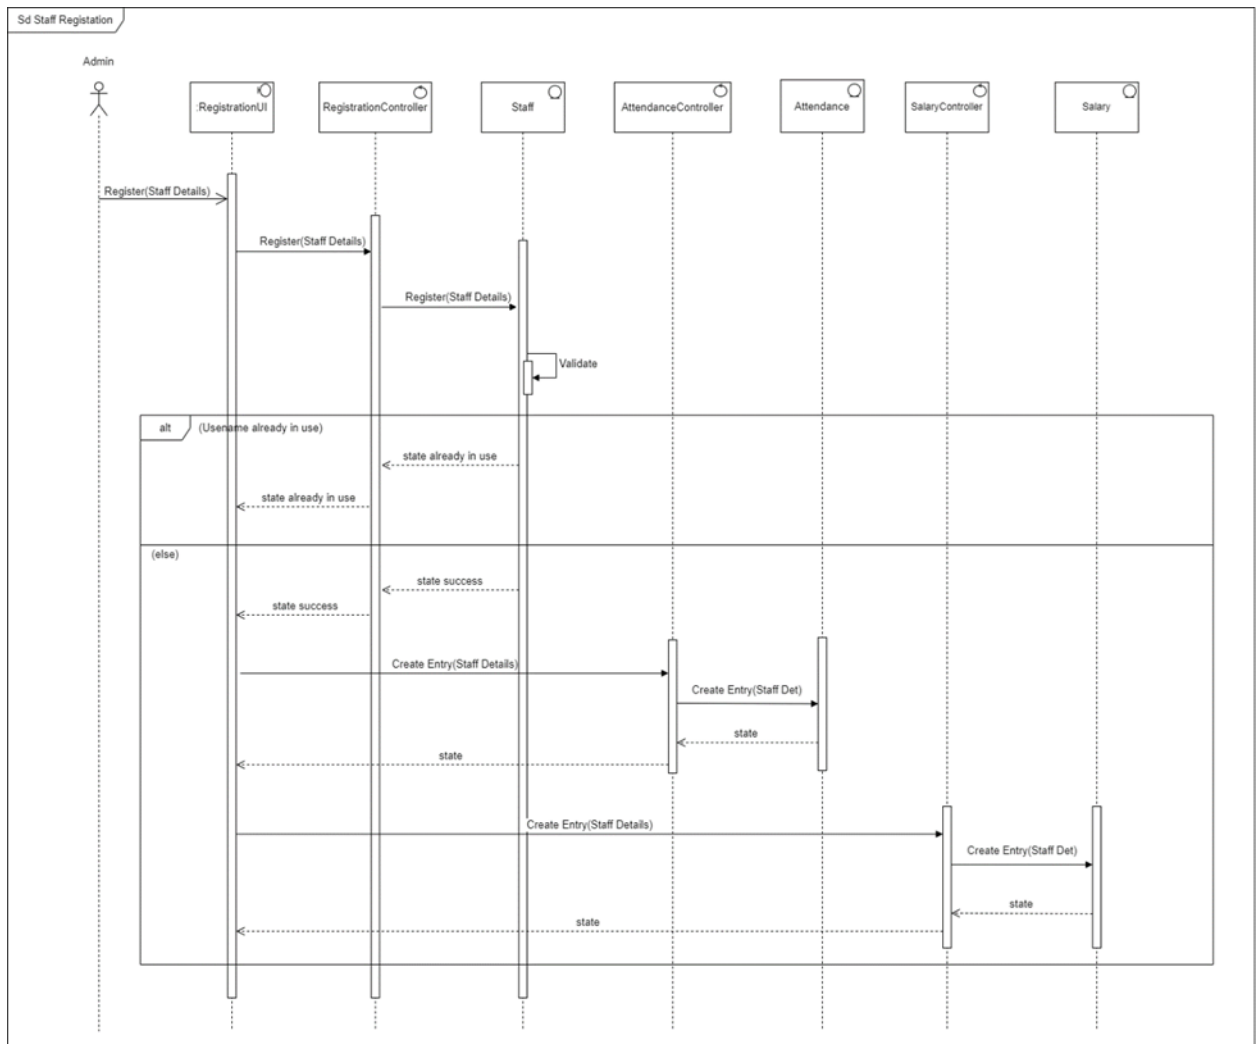 Sd Staff Registation
Admin
:RegistrationUI
RegistrationController
Staff
AttendanceController
Attendance
SalaryController
Salary
Register(Staff Details)
Register(Staff Details)
Register(Staff Details)
Validate
alt
(Usename already in use)
state already in use
state already in use
(else)
state success
state success
Create Entry(Staff Details)
Create Entry(Staff Det)
state
state
Create Entry(Staff Details)
Create Entry(Staff Det)
state
state